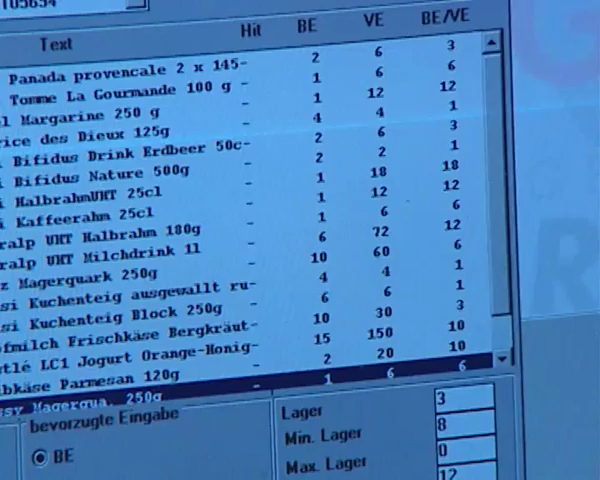 Text Hit BE VE BE/VE
Panada provencale 2 x 145- 2 6 3
Tomme La Gourmande 100 g - 1 6 6
l Margarine 250 g - 1 12 12
ice des Dieux 125g - 4 4 1
i Bifidus Drink Erdbeer 50c- 2 6 3
i Bifidus Nature 500g - 2 2 1
i HalbrahmUHT 25cl - 1 18 18
i Kaffeerahm 25cl - 1 12 12
ralp UHT Halbrahm 180g - 1 6 6
ralp UHT Milchdrink 1l - 6 72 12
z Magerquark 250g - 10 60 6
si Kuchenteig ausgewallt ru- 4 4 1
si Kuchenteig Block 250g - 6 6 1
fmilch Frischkäse Bergkräut- 10 30 3
tlé LC1 Jogurt Orange-Honig- 15 150 10
bkäse Parmesan 120g - 2 20 10
ssy Magerqua. 250g - 1 6 6
bevorzugte Eingabe
BE
Lager 3
Min. Lager 8
Max. Lager 0
12